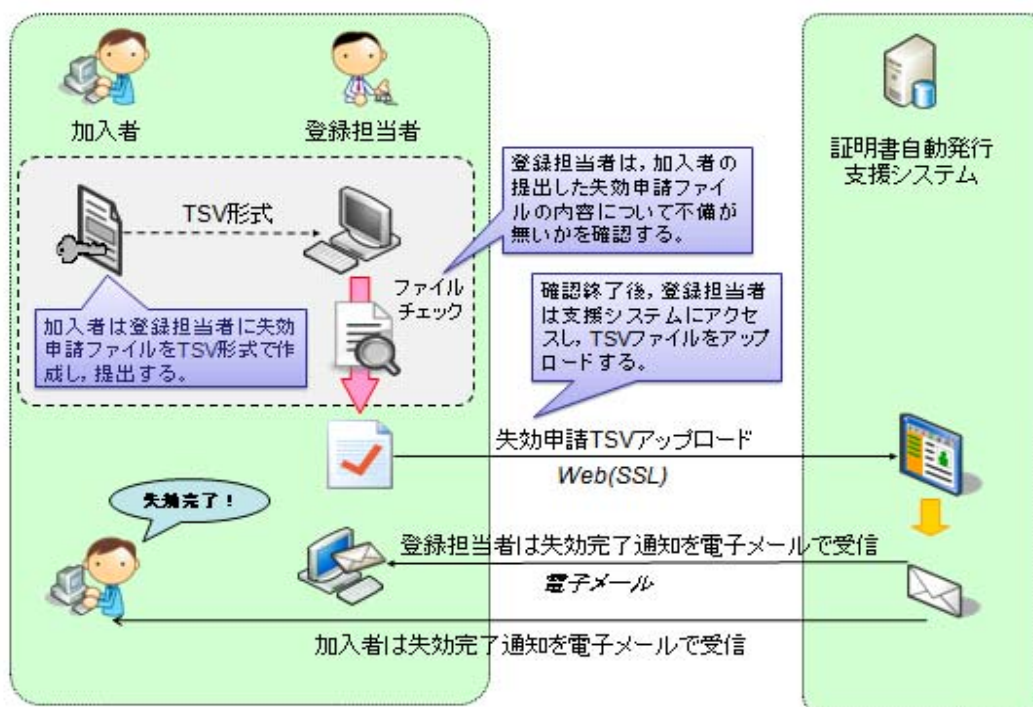 加入者
登録担当者
証明書自動発行
支援システム
TSV形式
登録担当者は,加入者の
提出した失効申請ファイ
ルの内容について不備が
無いかを確認する。
ファイル
チェック
加入者は登録担当者に失効
申請ファイルをTSV形式で作
成し,提出する。
確認終了後,登録担当者
は支援システムにアクセ
スし,TSVファイルをアップ
ロードする。
失効申請TSVアップロード
Web(SSL)
失効完了!
登録担当者は失効完了通知を電子メールで受信
電子メール
加入者は失効完了通知を電子メールで受信